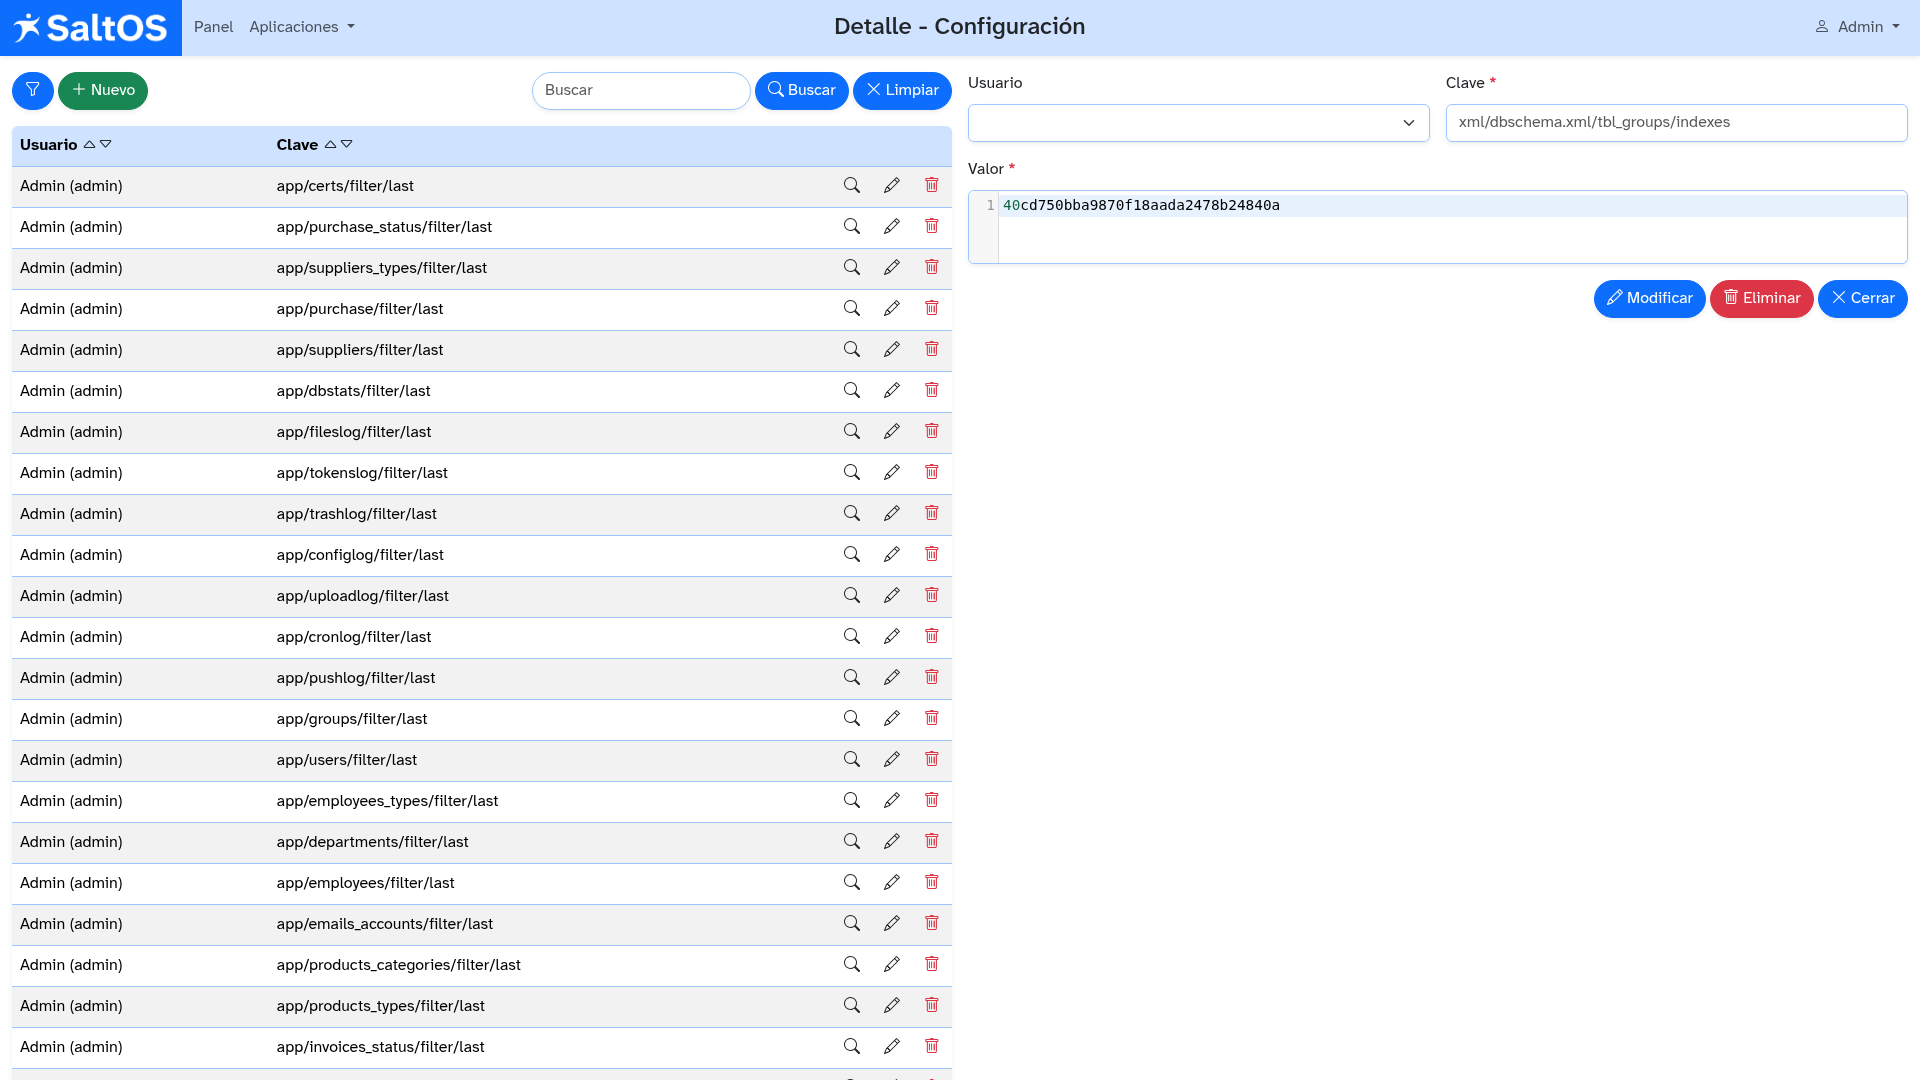 SaltOS Panel Aplicaciones Detalle - Configuración Admin
Nuevo Buscar Buscar Limpiar
Usuario Clave
Admin (admin) app/certs/filter/last
Admin (admin) app/purchase_status/filter/last
Admin (admin) app/suppliers_types/filter/last
Admin (admin) app/purchase/filter/last
Admin (admin) app/suppliers/filter/last
Admin (admin) app/dbstats/filter/last
Admin (admin) app/fileslog/filter/last
Admin (admin) app/tokenslog/filter/last
Admin (admin) app/trashlog/filter/last
Admin (admin) app/configlog/filter/last
Admin (admin) app/uploadlog/filter/last
Admin (admin) app/cronlog/filter/last
Admin (admin) app/pushlog/filter/last
Admin (admin) app/groups/filter/last
Admin (admin) app/users/filter/last
Admin (admin) app/employees_types/filter/last
Admin (admin) app/departments/filter/last
Admin (admin) app/employees/filter/last
Admin (admin) app/emails_accounts/filter/last
Admin (admin) app/products_categories/filter/last
Admin (admin) app/products_types/filter/last
Admin (admin) app/invoices_status/filter/last
Usuario Clave *
xml/dbschema.xml/tbl_groups/indexes
Valor *
1 40cd750bba9870f18aada2478b24840a
Modificar Eliminar Cerrar